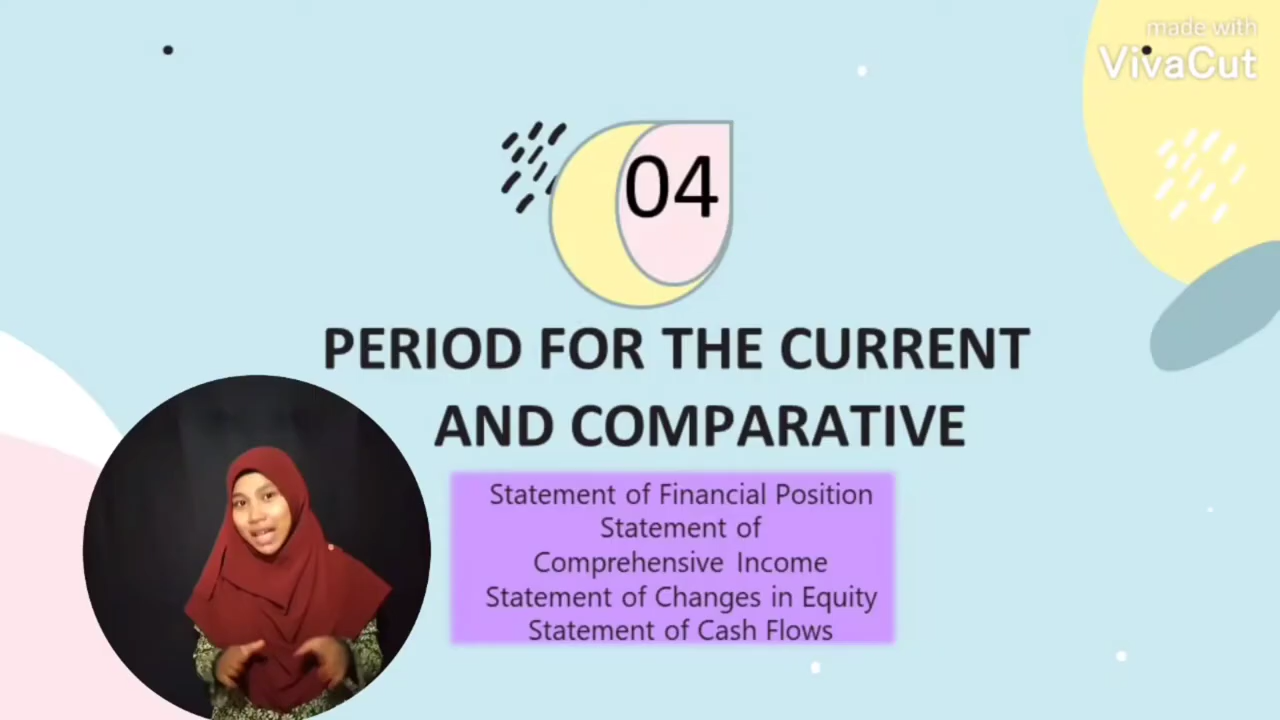 made with
VivaCut
04
PERIOD FOR THE CURRENT
AND COMPARATIVE
Statement of Financial Position
Statement of
Comprehensive Income
Statement of Changes in Equity
Statement of Cash Flows